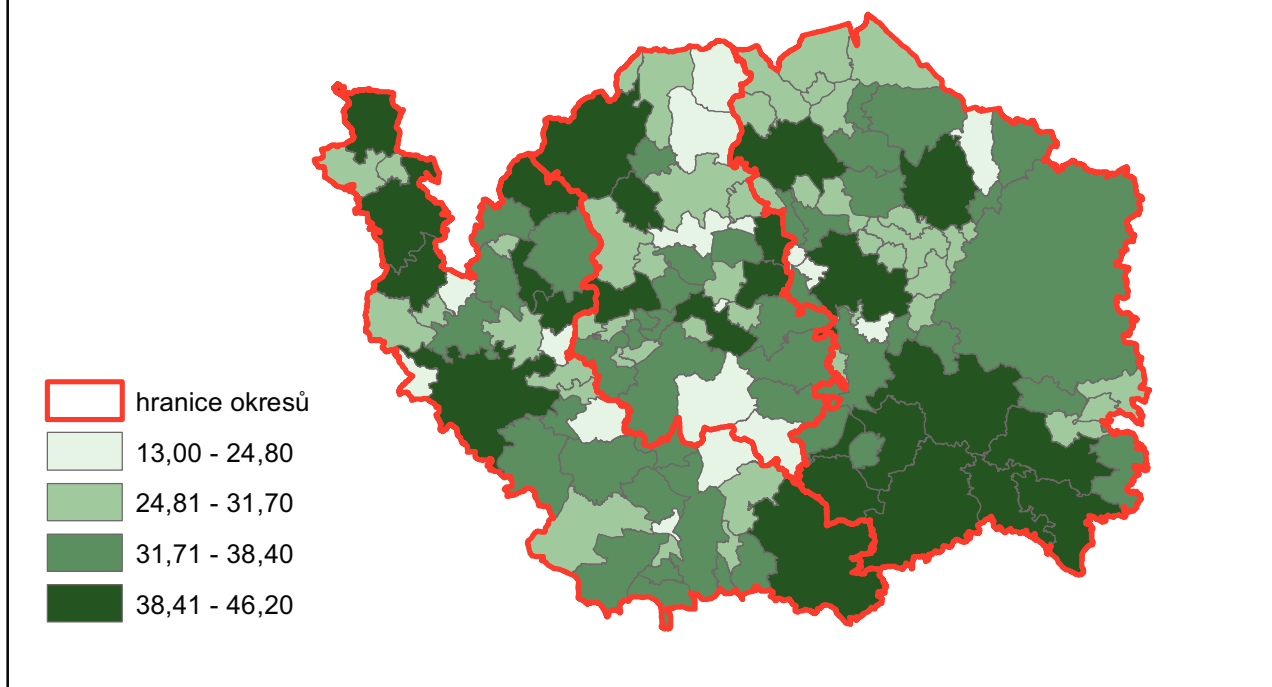 hranice okresů
13,00 - 24,80
24,81 - 31,70
31,71 - 38,40
38,41 - 46,20